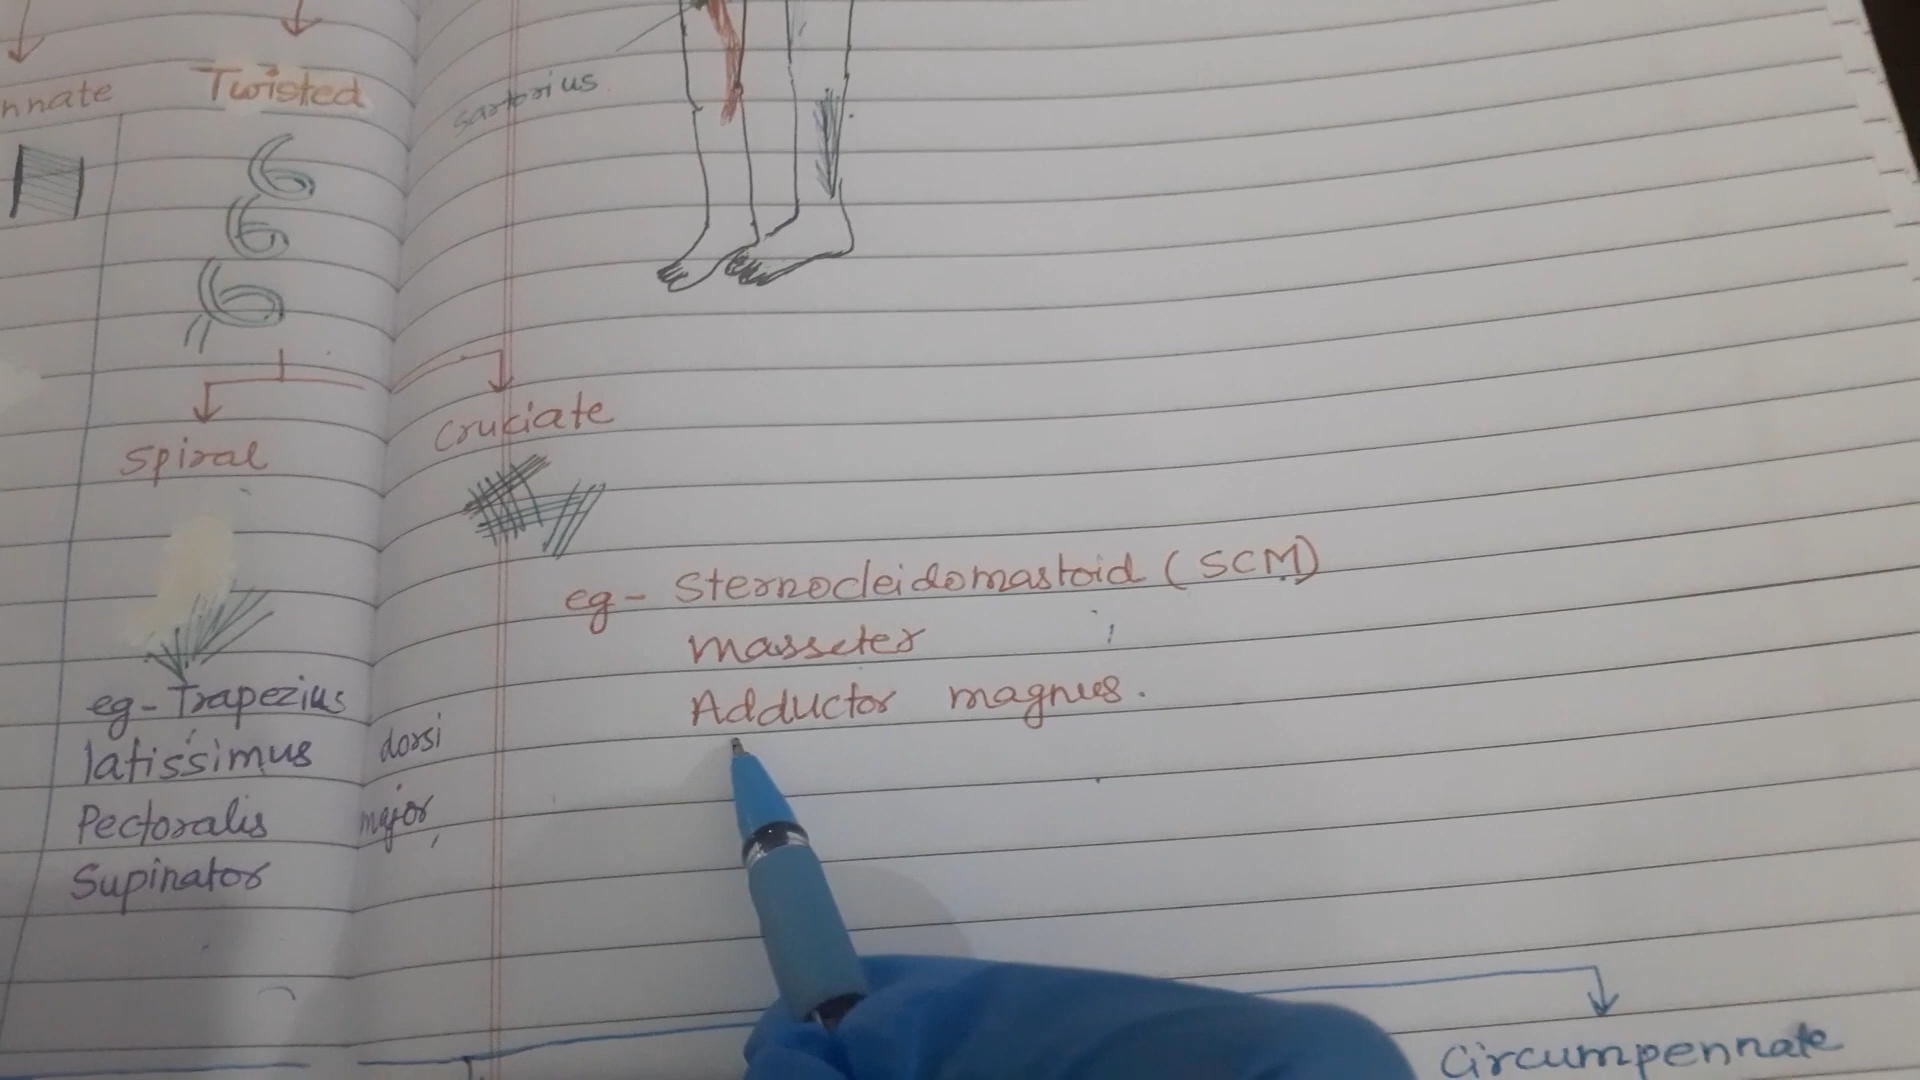 nnate
Twisted
sartorius
Spiral
Cruciate
eg- Sternocleidomastoid (SCM)
masseter
Adductor magnus.
eg- Trapezius
latissimus dorsi
Pectoralis major,
Supinator
Circumpennate